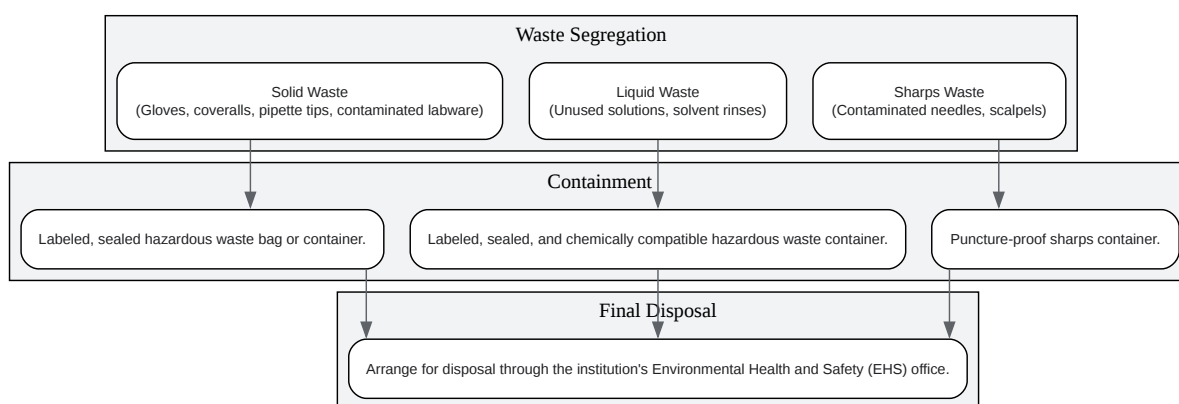 Waste Segregation
Solid Waste
(Gloves, coveralls, pipette tips, contaminated labware)
Liquid Waste
(Unused solutions, solvent rinses)
Sharps Waste
(Contaminated needles, scalpels)
Containment
Labeled, sealed hazardous waste bag or container.
Labeled, sealed, and chemically compatible hazardous waste container.
Puncture-proof sharps container.
Final Disposal
Arrange for disposal through the institution's Environmental Health and Safety (EHS) office.